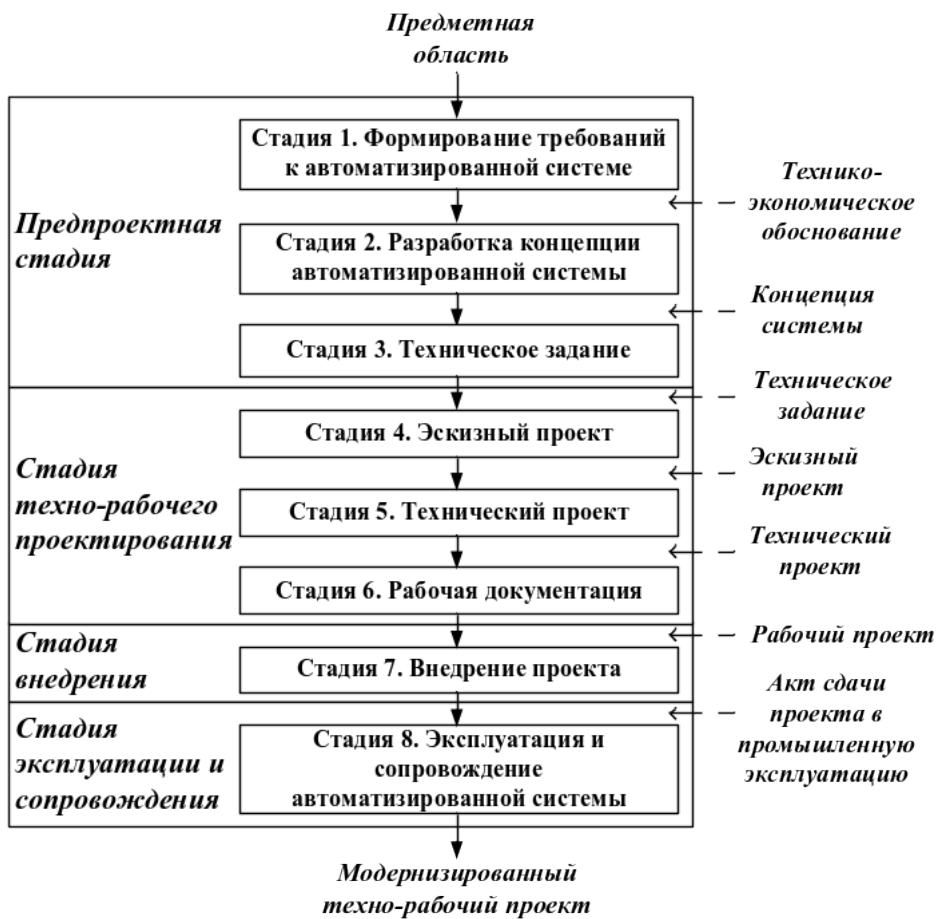 Предметная
область
Стадия 1. Формирование требований
к автоматизированной системе
Технико-
экономическое
обоснование
Предпроектная
стадия
Стадия 2. Разработка концепции
автоматизированной системы
Концепция
системы
Стадия 3. Техническое задание
Техническое
задание
Стадия 4. Эскизный проект
Эскизный
проект
Стадия
техно-рабочего
проектирования
Стадия 5. Технический проект
Технический
проект
Стадия 6. Рабочая документация
Рабочий проект
Стадия
внедрения
Стадия 7. Внедрение проекта
Акт сдачи
проекта в
промышленную
эксплуатацию
Стадия
эксплуатации и
сопровождения
Стадия 8. Эксплуатация и
сопровождение
автоматизированной системы
Модернизированный
техно-рабочий проект